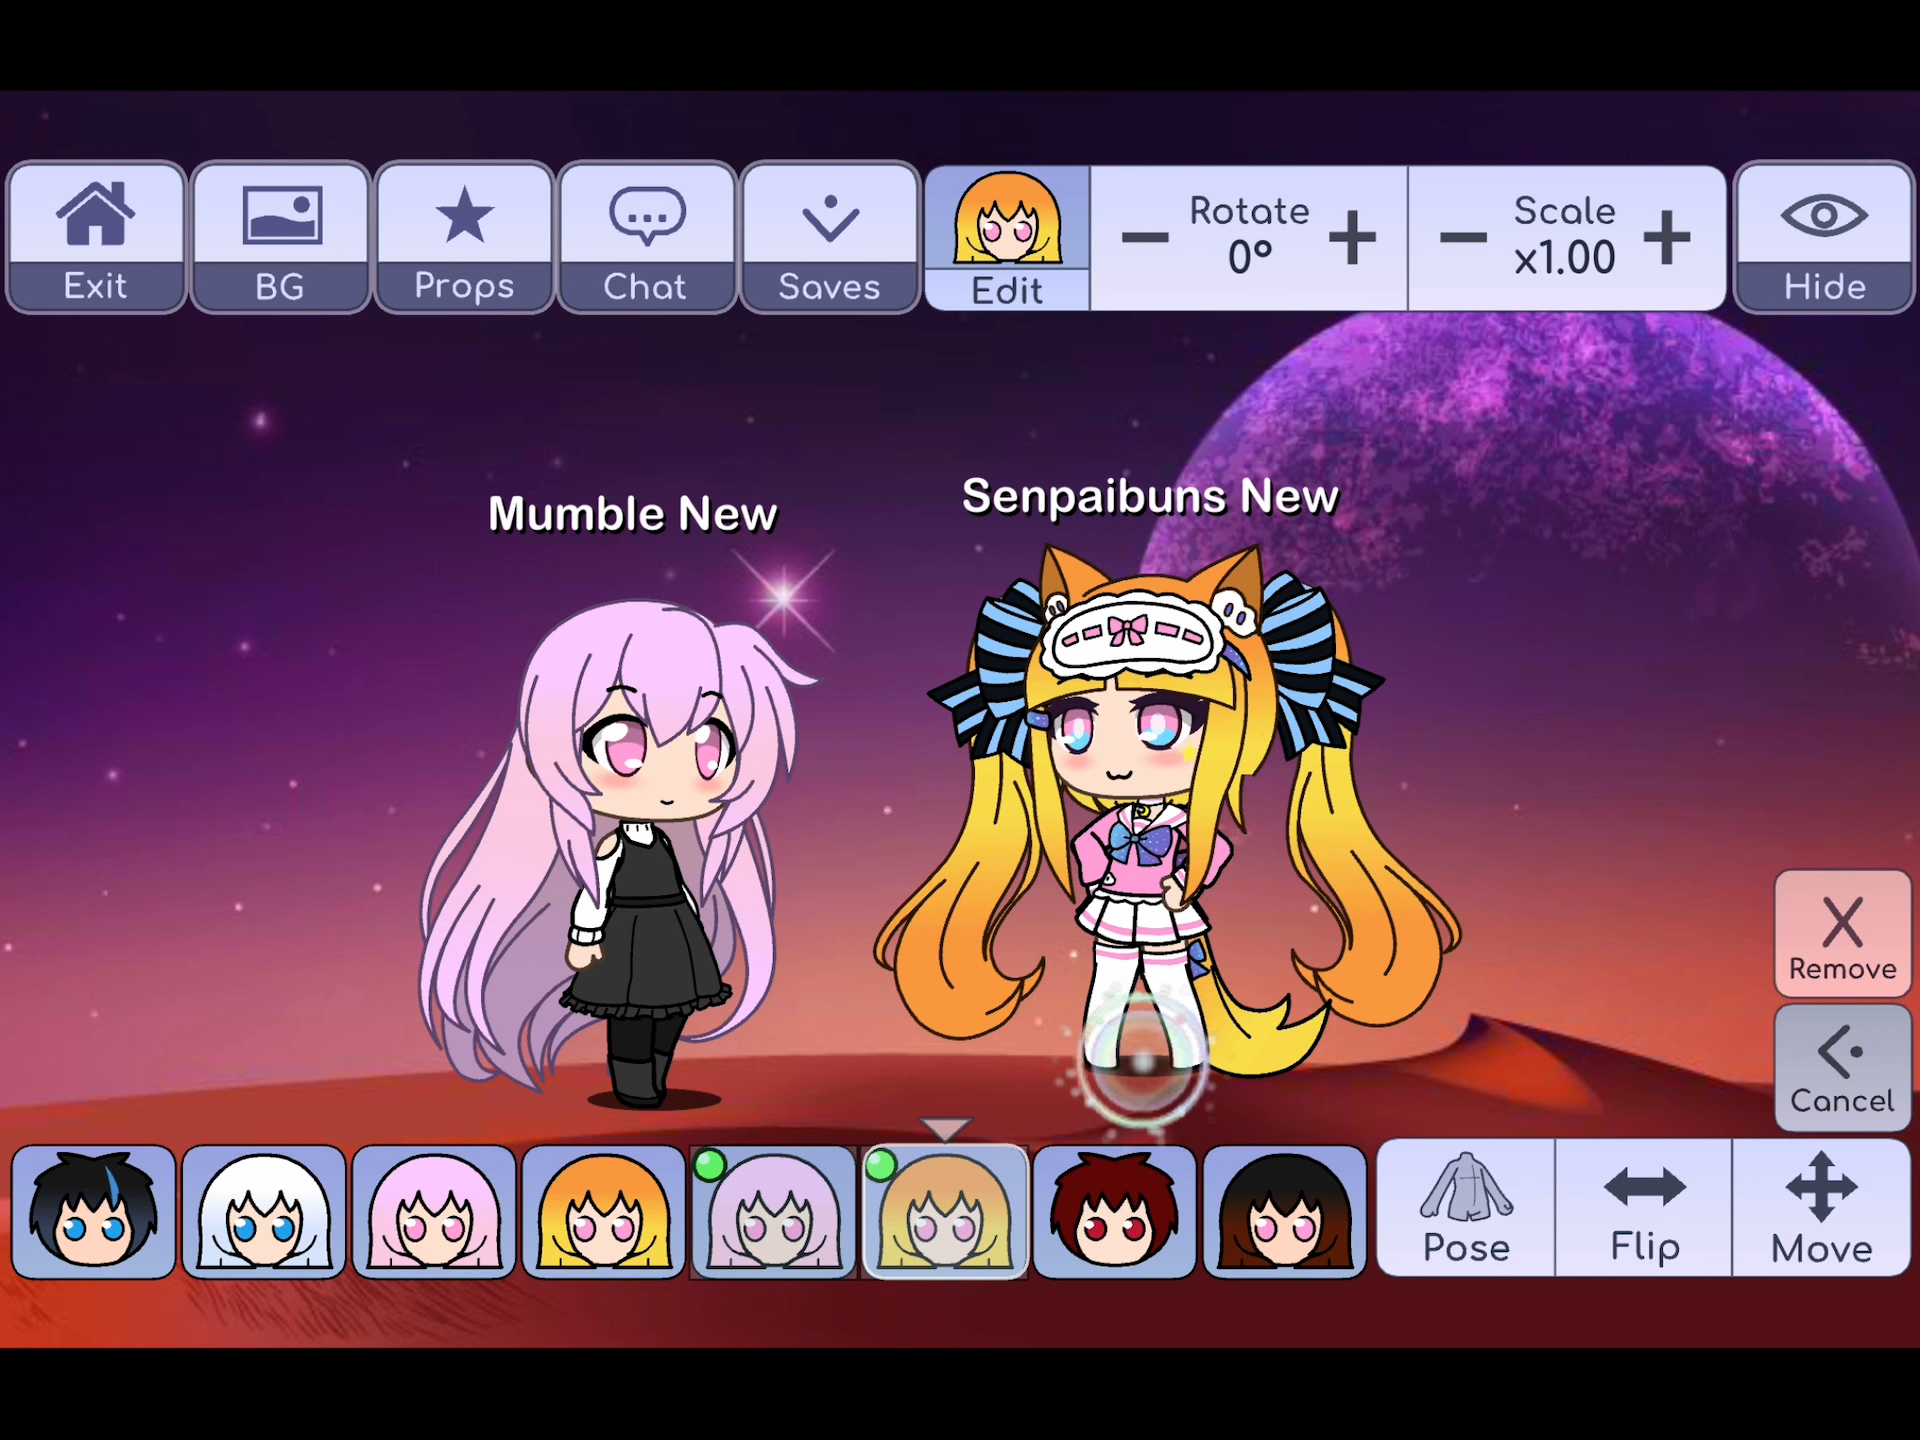 Exit
BG
Props
Chat
Saves
Edit
Rotate
0°
Scale
x1.00
Hide
Mumble New
Senpaibuns New
Remove
Cancel
Pose
Flip
Move